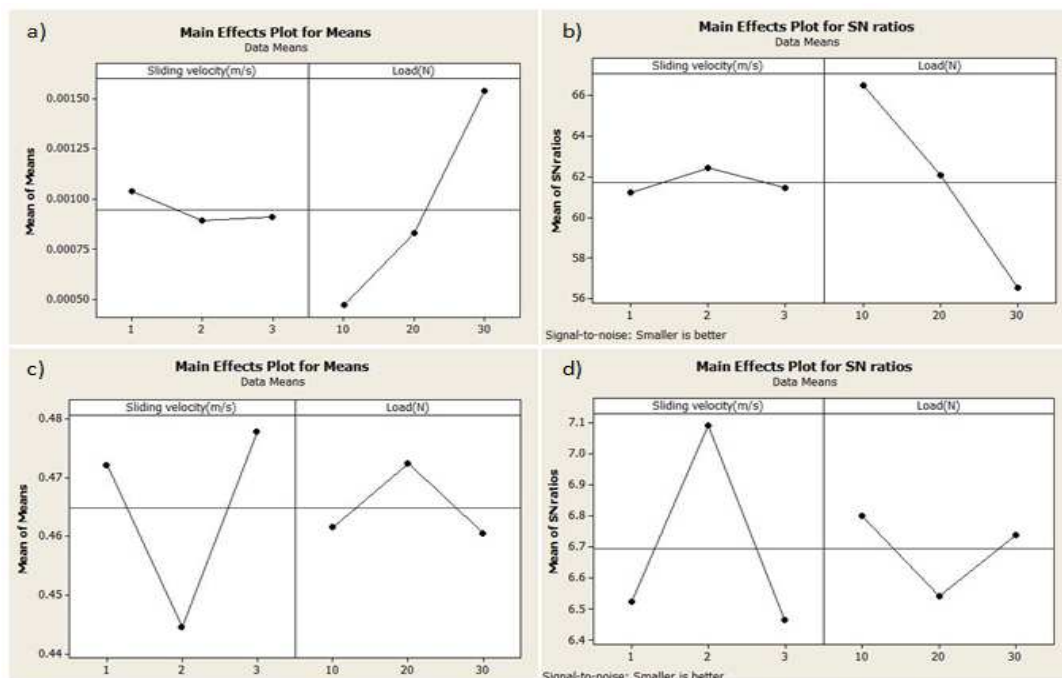 a)
Main Effects Plot for Means
Data Means
Sliding velocity(m/s) Load(N)
Mean of Means
0.00150
0.00125
0.00100
0.00075
0.00050
1 2 3 10 20 30
b)
Main Effects Plot for SN ratios
Data Means
Sliding velocity(m/s) Load(N)
Mean of SN ratios
66
64
62
60
58
56
1 2 3 10 20 30
Signal-to-noise: Smaller is better
c)
Main Effects Plot for Means
Data Means
Sliding velocity(m/s) Load(N)
Mean of Means
0.48
0.47
0.46
0.45
0.44
1 2 3 10 20 30
d)
Main Effects Plot for SN ratios
Data Means
Sliding velocity(m/s) Load(N)
Mean of SN ratios
7.1
7.0
6.9
6.8
6.7
6.6
6.5
6.4
1 2 3 10 20 30
Signal-to-noise: Smaller is better